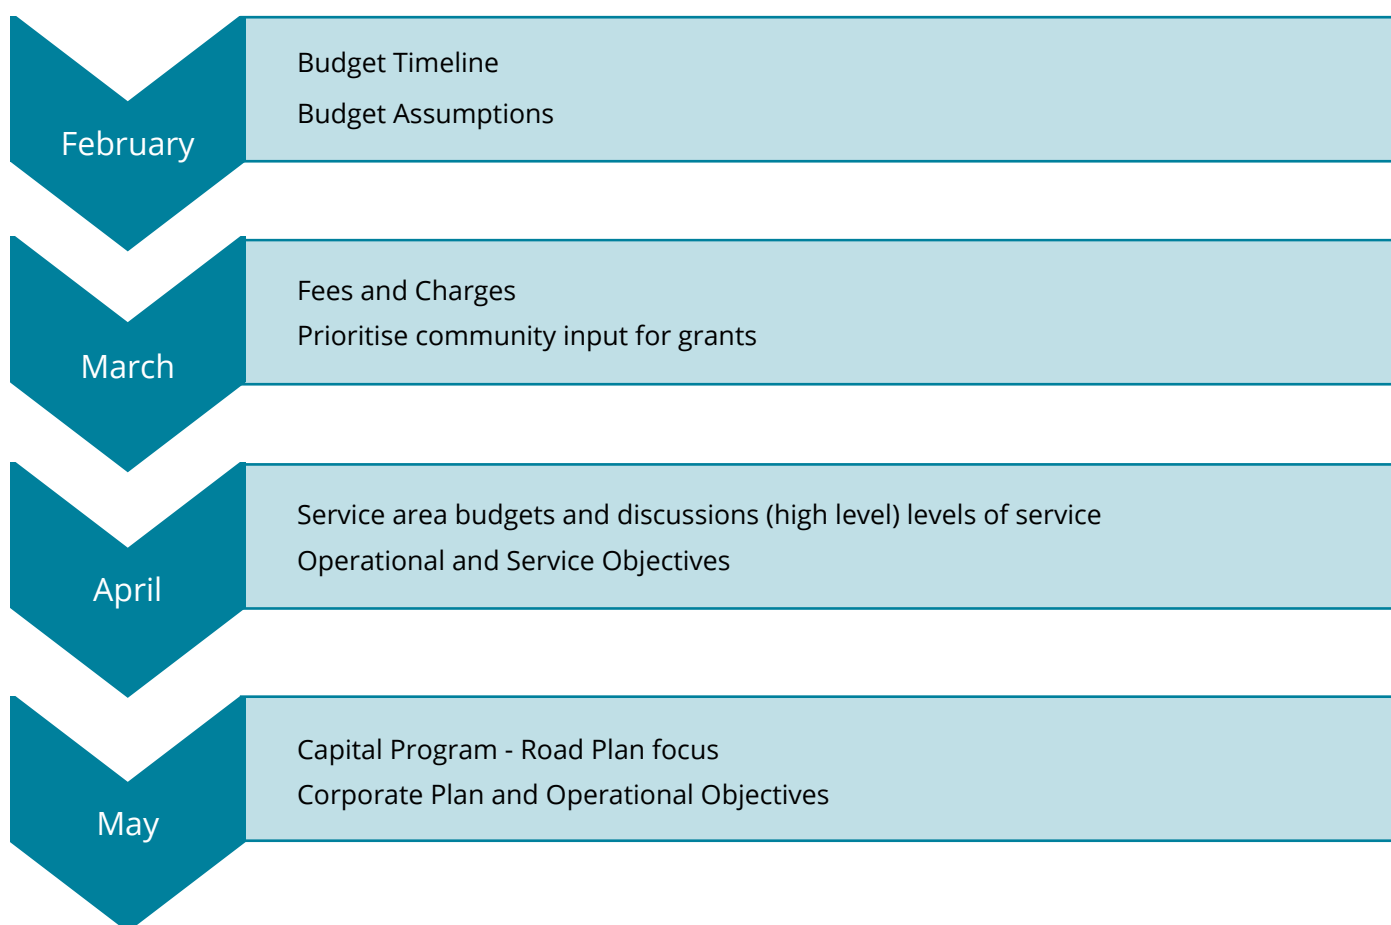 February
Budget Timeline
Budget Assumptions
March
Fees and Charges
Prioritise community input for grants
April
Service area budgets and discussions (high level) levels of service
Operational and Service Objectives
May
Capital Program - Road Plan focus
Corporate Plan and Operational Objectives